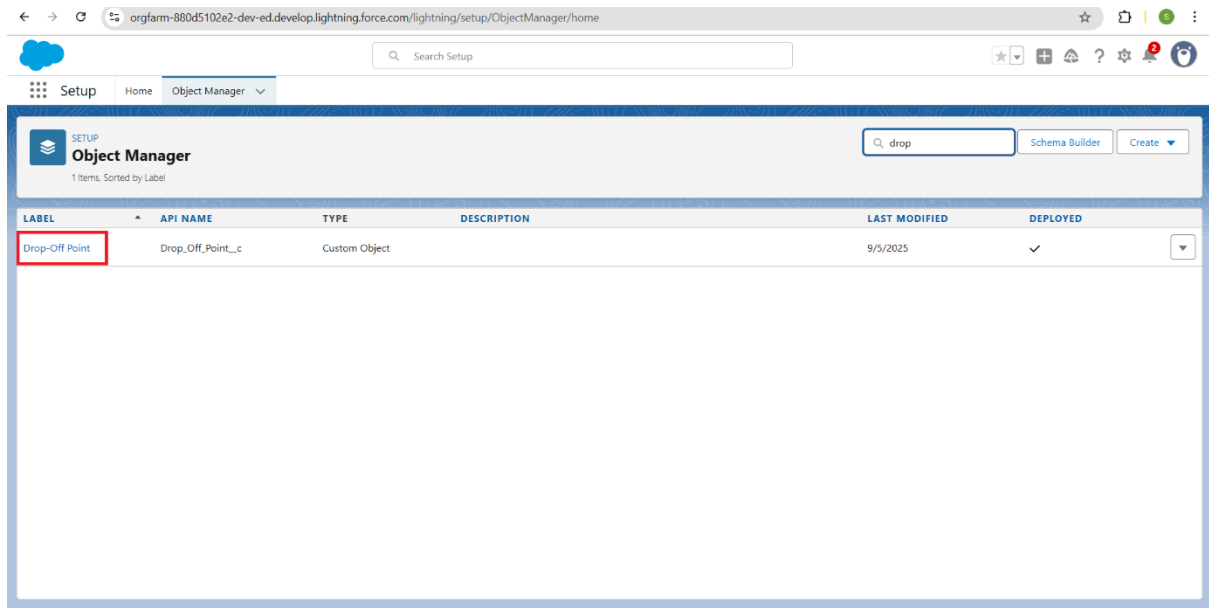 orgfarm-880d5102e2-dev-ed.develop.lightning.force.com/lightning/setup/ObjectManager/home
S
Search Setup
2
Setup Home Object Manager
SETUP
Object Manager
1 Items, Sorted by Label
drop
Schema Builder
Create
LABEL API NAME TYPE DESCRIPTION LAST MODIFIED DEPLOYED
Drop-Off Point Drop_Off_Point__c Custom Object 9/5/2025